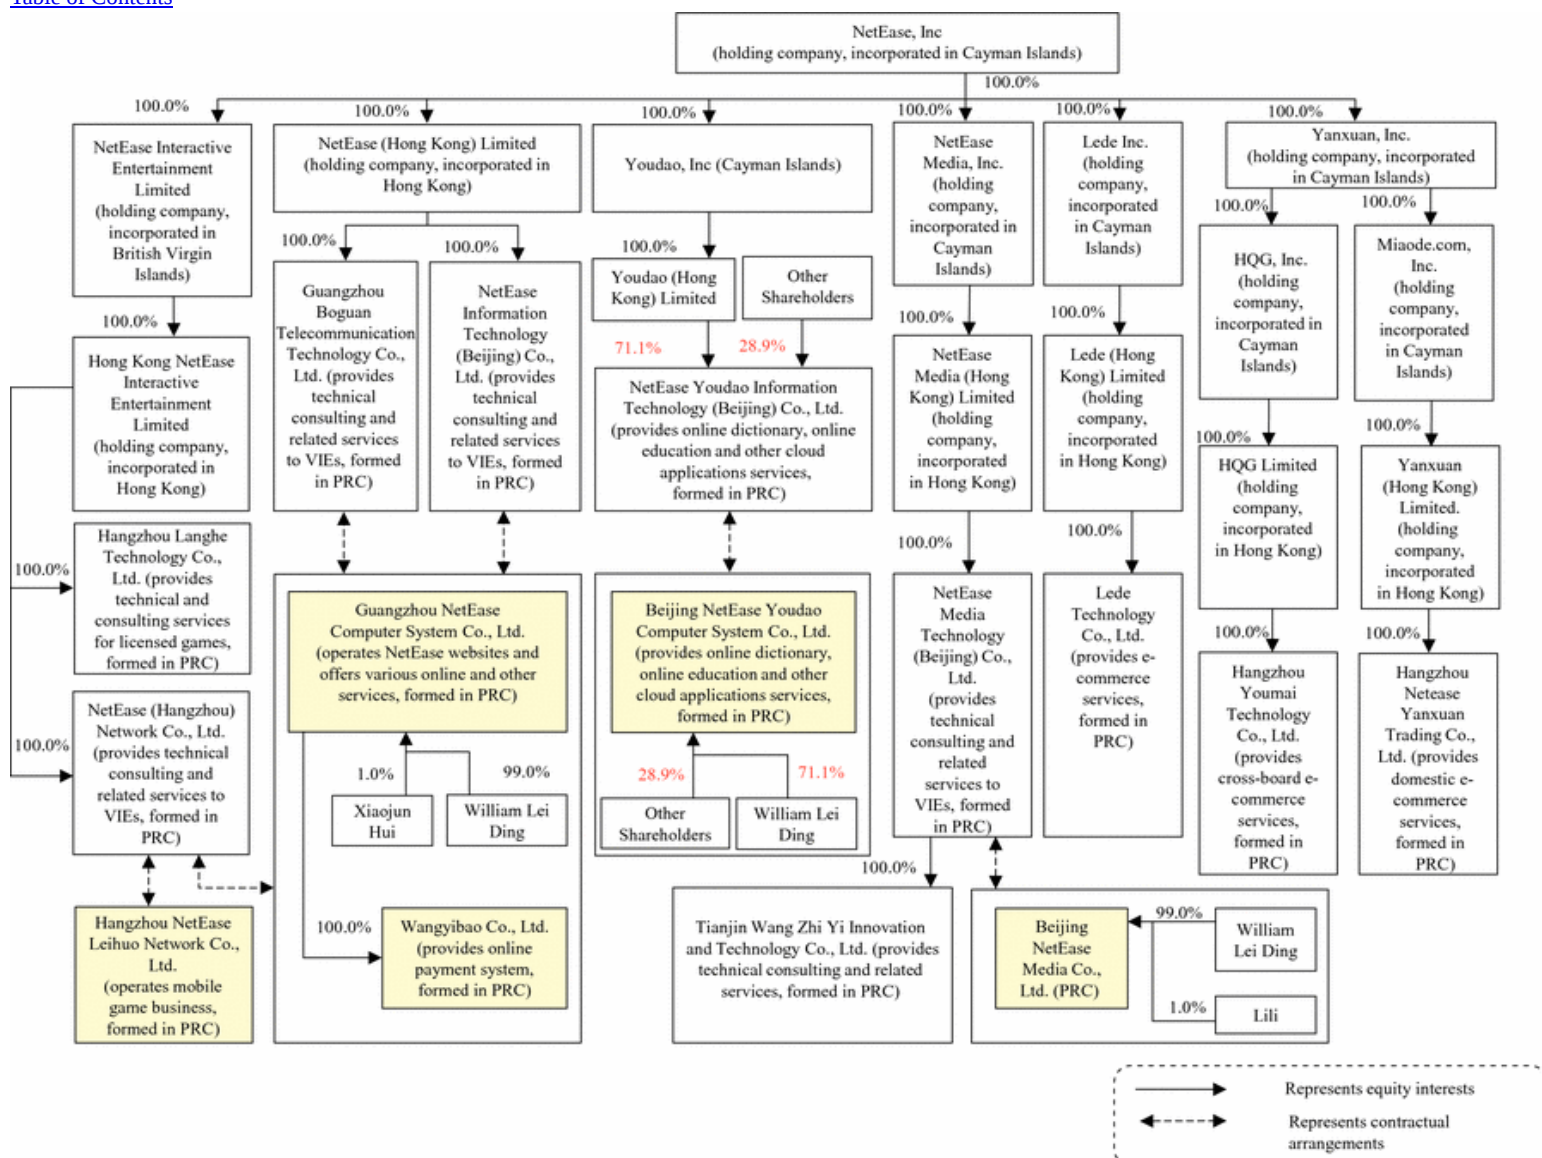 Table of Contents
NetEase, Inc
(holding company, incorporated in Cayman Islands)
100.0%
100.0%
100.0%
100.0%
100.0%
100.0%
100.0%
NetEase Interactive
Entertainment
Limited
(holding company,
incorporated in
British Virgin
Islands)
NetEase (Hong Kong) Limited
(holding company, incorporated in
Hong Kong)
Youdao, Inc (Cayman Islands)
NetEase
Media, Inc.
(holding
company,
incorporated in
Cayman
Islands)
Lede Inc.
(holding
company,
incorporated
in Cayman
Islands)
Yanxuan, Inc.
(holding company, incorporated
in Cayman Islands)
100.0%
100.0%
100.0%
100.0%
100.0%
100.0%
Guangzhou
Boguan
Telecommunication
Technology Co.,
Ltd. (provides
technical
consulting and
related services
to VIEs, formed
in PRC)
NetEase
Information
Technology
(Beijing) Co.,
Ltd. (provides
technical
consulting and
related services
to VIEs, formed
in PRC)
Youdao (Hong
Kong) Limited
Other
Shareholders
HQG, Inc.
(holding
company,
incorporated in
Cayman
Islands)
Miaode.com,
Inc.
(holding
company,
incorporated
in Cayman
Islands)
100.0%
100.0%
71.1%
28.9%
Hong Kong NetEase
Interactive
Entertainment
Limited
(holding company,
incorporated in
Hong Kong)
NetEase Youdao Information
Technology (Beijing) Co., Ltd.
(provides online dictionary, online
education and other cloud
applications services,
formed in PRC)
NetEase
Media (Hong
Kong) Limited
(holding
company,
incorporated
in Hong Kong)
Lede (Hong
Kong) Limited
(holding
company,
incorporated
in Hong Kong)
100.0%
100.0%
HQG Limited
(holding
company,
incorporated
in Hong Kong)
Yanxuan
(Hong Kong)
Limited.
(holding
company,
incorporated
in Hong Kong)
100.0%
100.0%
100.0%
Hangzhou Langhe
Technology Co.,
Ltd. (provides
technical and
consulting services
for licensed games,
formed in PRC)
Guangzhou NetEase
Computer System Co., Ltd.
(operates NetEase websites and
offers various online and other
services, formed in PRC)
Beijing NetEase Youdao
Computer System Co., Ltd.
(provides online dictionary,
online education and other
cloud applications services,
formed in PRC)
NetEase
Media
Technology
(Beijing) Co.,
Ltd.
(provides
technical
consulting and
related
services to
VIEs, formed
in PRC)
Lede
Technology
Co., Ltd.
(provides e-
commerce
services,
formed in
PRC)
100.0%
100.0%
Hangzhou
Youmai
Technology
Co., Ltd.
(provides
cross-board e-
commerce
services,
formed in
PRC)
Hangzhou
Netease
Yanxuan
Trading Co.,
Ltd. (provides
domestic e-
commerce
services,
formed in
PRC)
100.0%
NetEase (Hangzhou)
Network Co., Ltd.
(provides technical
consulting and
related services to
VIEs, formed in
PRC)
1.0%
99.0%
28.9%
71.1%
Xiaojun
Hui
William Lei
Ding
Other
Shareholders
William Lei
Ding
100.0%
Hangzhou NetEase
Leihuo Network Co.,
Ltd.
(operates mobile
game business,
formed in PRC)
100.0%
Wangyibao Co., Ltd.
(provides online
payment system,
formed in PRC)
Tianjin Wang Zhi Yi Innovation
and Technology Co., Ltd. (provides
technical consulting and related
services, formed in PRC)
Beijing
NetEase
Media Co.,
Ltd. (PRC)
99.0%
William
Lei Ding
1.0%
Lili
Represents equity interests
Represents contractual
arrangements